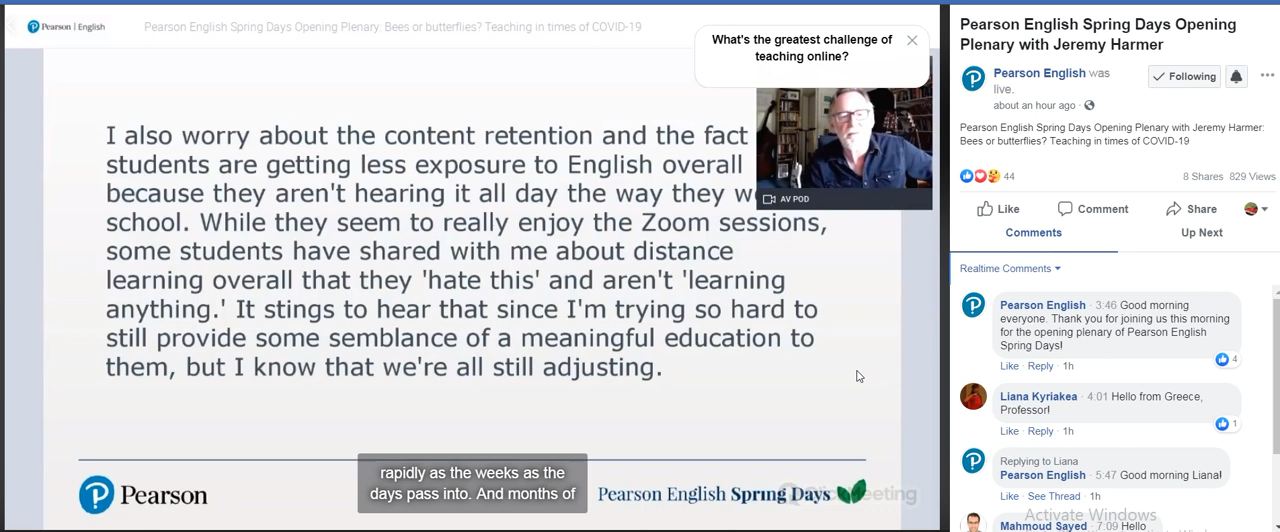 Pearson | English
Pearson English Spring Days Opening Plenary: Bees or butterflies? Teaching in times of COVID-19
What's the greatest challenge of
teaching online?
I also worry about the content retention and the fact
students are getting less exposure to English overall
because they aren't hearing it all day the way they
school. While they seem to really enjoy the Zoom sessions,
some students have shared with me about distance
learning overall that they 'hate this' and aren't 'learning
anything.' It stings to hear that since I'm trying so hard to
still provide some semblance of a meaningful education to
them, but I know that we're all still adjusting.
AV POD
Pearson
rapidly as the weeks as the
days pass into. And months of
Pearson English Spring Days
ClickMeeting
Pearson English Spring Days Opening
Plenary with Jeremy Harmer
Pearson English was
live.
Following
about an hour ago
Pearson English Spring Days Opening Plenary with Jeremy Harmer:
Bees or butterflies? Teaching in times of COVID-19
44
8 Shares 829 Views
Like Comment Share
Comments Up Next
Realtime Comments
Pearson English · 3:46 Good morning
everyone. Thank you for joining us this morning
for the opening plenary of Pearson English
Spring Days!
4
Like · Reply · 1h
Liana Kyriakea · 4:01 Hello from Greece,
Professor!
1
Like · Reply · 1h
Replying to Liana
Pearson English · 5:47 Good morning Liana!
Like · See Thread · 1h
Activate Windows
Mahmoud Sayed · 7:09 Hello